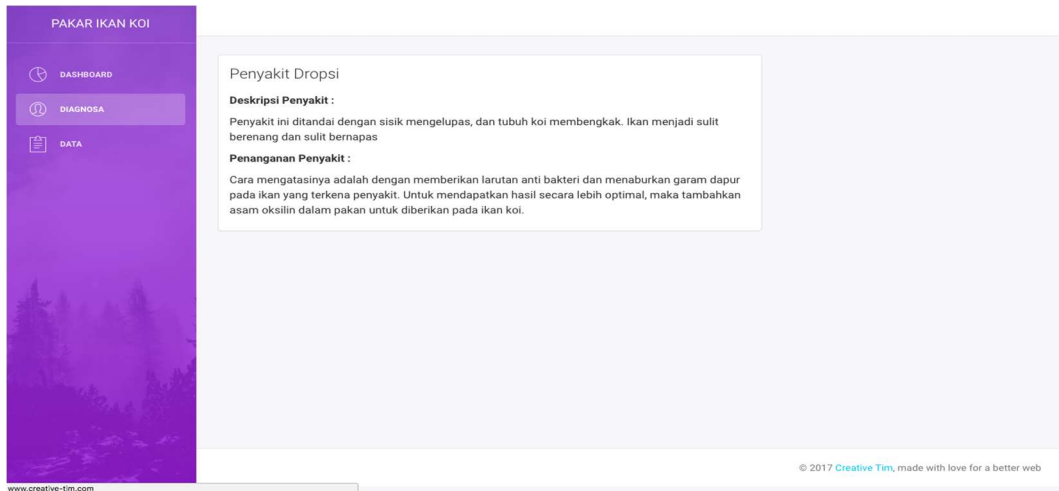 PAKAR IKAN KOI
DASHBOARD
DIAGNOSA
DATA
Penyakit Dropsi
Deskripsi Penyakit :
Penyakit ini ditandai dengan sisik mengelupas, dan tubuh koi membengkak. Ikan menjadi sulit
berenang dan sulit bernapas
Penanganan Penyakit :
Cara mengatasinya adalah dengan memberikan larutan anti bakteri dan menaburkan garam dapur
pada ikan yang terkena penyakit. Untuk mendapatkan hasil secara lebih optimal, maka tambahkan
asam oksilin dalam pakan untuk diberikan pada ikan koi.
© 2017 Creative Tim, made with love for a better web
www.creative-tim.com